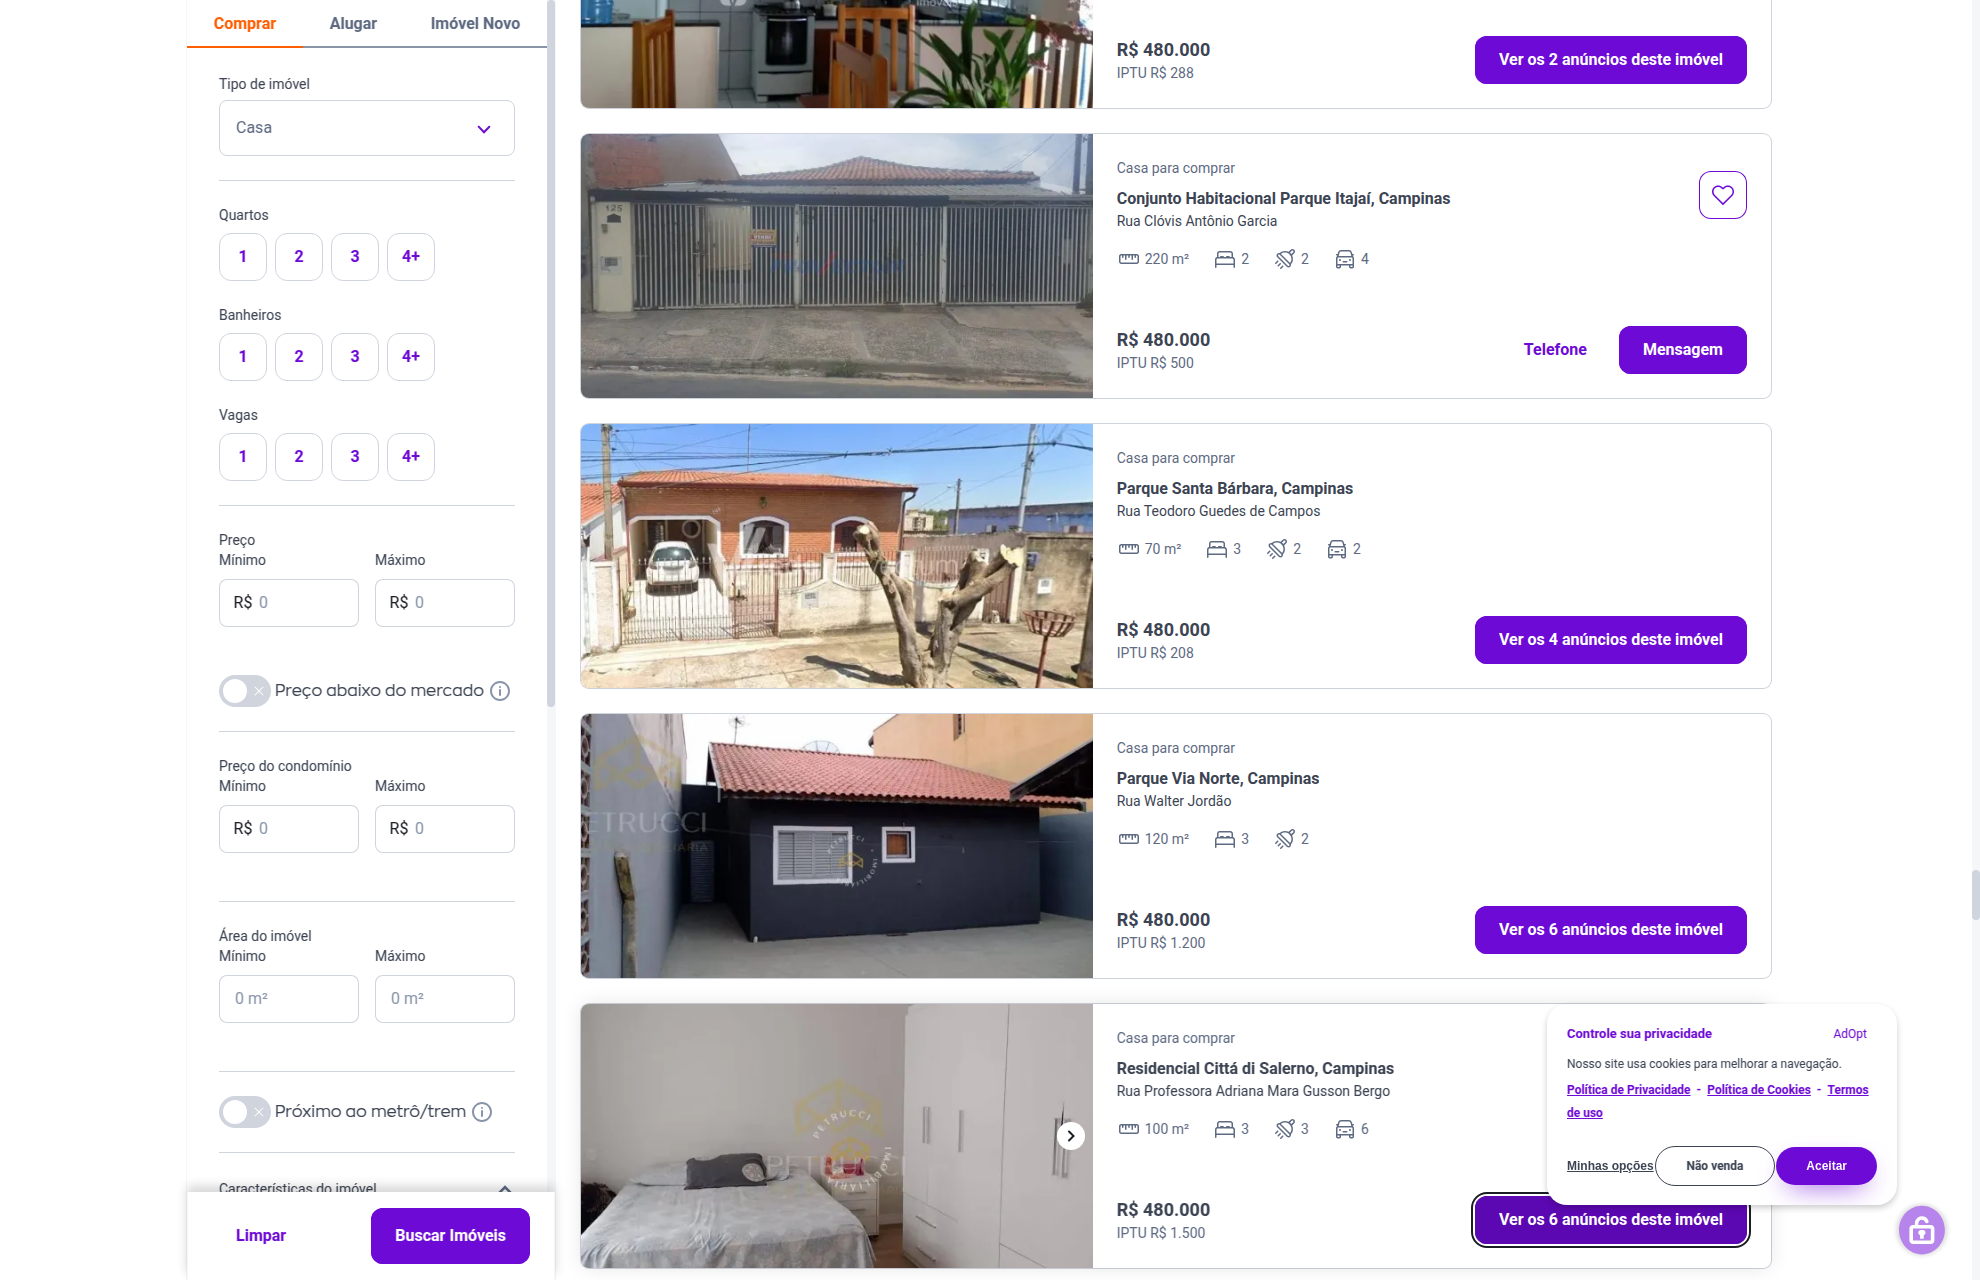 Comprar
Alugar
Imóvel Novo
Tipo de imóvel
Casa
Quartos
1
2
3
4+
Banheiros
1
2
3
4+
Vagas
1
2
3
4+
Preço
Mínimo
Máximo
R$ 0
R$ 0
Preço abaixo do mercado
Preço do condomínio
Mínimo
Máximo
R$ 0
R$ 0
Área do imóvel
Mínimo
Máximo
0 m²
0 m²
Próximo ao metrô/trem
Características do imóvel
Limpar
Buscar Imóveis
R$ 480.000
IPTU R$ 288
Ver os 2 anúncios deste imóvel
125
Casa para comprar
Conjunto Habitacional Parque Itajaí, Campinas
Rua Clóvis Antônio Garcia
220 m²
2
2
4
R$ 480.000
IPTU R$ 500
Telefone
Mensagem
Casa para comprar
Parque Santa Bárbara, Campinas
Rua Teodoro Guedes de Campos
70 m²
3
2
2
R$ 480.000
IPTU R$ 208
Ver os 4 anúncios deste imóvel
Casa para comprar
Parque Via Norte, Campinas
Rua Walter Jordão
120 m²
3
2
R$ 480.000
IPTU R$ 1.200
Ver os 6 anúncios deste imóvel
Casa para comprar
Residencial Cittá di Salerno, Campinas
Rua Professora Adriana Mara Gusson Bergo
100 m²
3
3
6
R$ 480.000
IPTU R$ 1.500
Ver os 6 anúncios deste imóvel
Controle sua privacidade
AdOpt
Nosso site usa cookies para melhorar a navegação.
Política de Privacidade - Política de Cookies - Termos
de uso
Minhas opções
Não venda
Aceitar